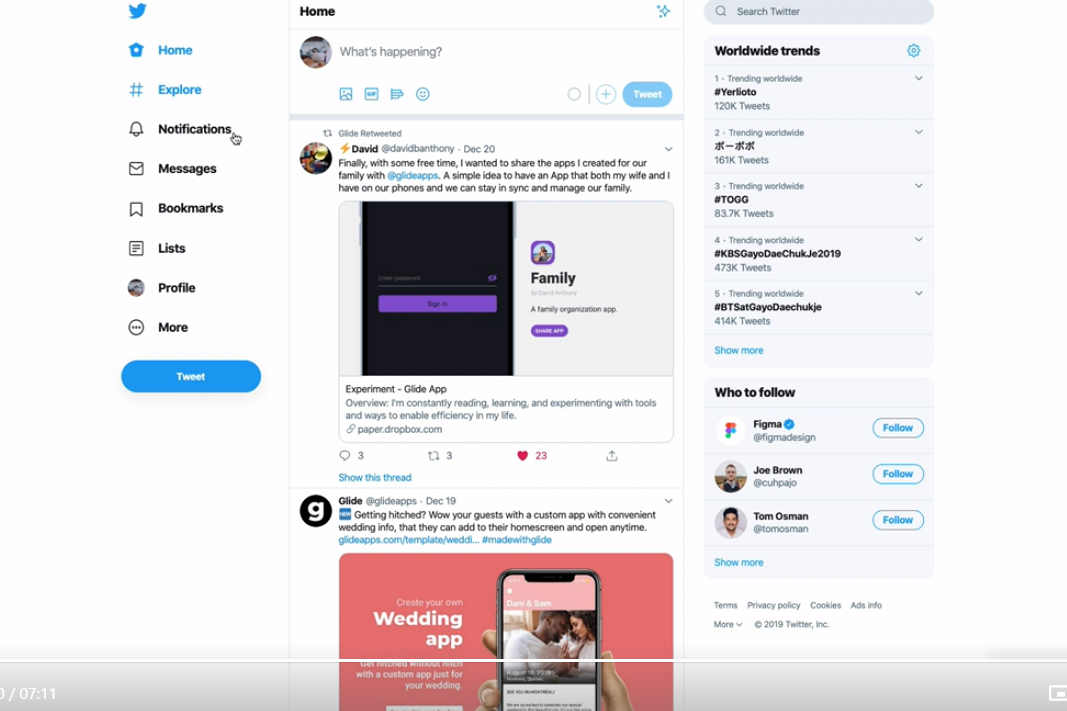 Home
Explore
Notifications
Messages
Bookmarks
Lists
Profile
More
Tweet
Home
What's happening?
GIF
Tweet
Glide Retweeted
⚡David @davidbanthony · Dec 20
Finally, with some free time, I wanted to share the apps I created for our
family with @glideapps. A simple idea to have an App that both my wife and I
have on our phones and we can stay in sync and manage our family.
Enter password
Sign in
Family
by David Anthony
A family organization app.
SHARE APP
Experiment - Glide App
Overview: I'm constantly reading, learning, and experimenting with tools
and ways to enable efficiency in my life.
paper.dropbox.com
3 3 23
Show this thread
g
Glide @glideapps · Dec 19
🆕 Getting hitched? Wow your guests with a custom app with convenient
wedding info, that they can add to their homescreen and open anytime.
glideapps.com/template/weddi... #madewithglide
Create your own
Wedding
app
Get hitched without hitch
with a custom app just for
your wedding.
Dani & Sam
August 18, 2019
Montreal, Quebec
SEE YOU IN MONTRÉAL!
Search Twitter
Worldwide trends
1 · Trending worldwide
#Yerlioto
120K Tweets
2 · Trending worldwide
ボーボボ
161K Tweets
3 · Trending worldwide
#TOGG
83.7K Tweets
4 · Trending worldwide
#KBSGayoDaeChukJe2019
473K Tweets
5 · Trending worldwide
#BTSatGayoDaechukje
414K Tweets
Show more
Who to follow
Figma
@figmadesign
Follow
Joe Brown
@cuhpajo
Follow
Tom Osman
@tomosman
Follow
Show more
Terms Privacy policy Cookies Ads info
More © 2019 Twitter, Inc.
0 / 07:11